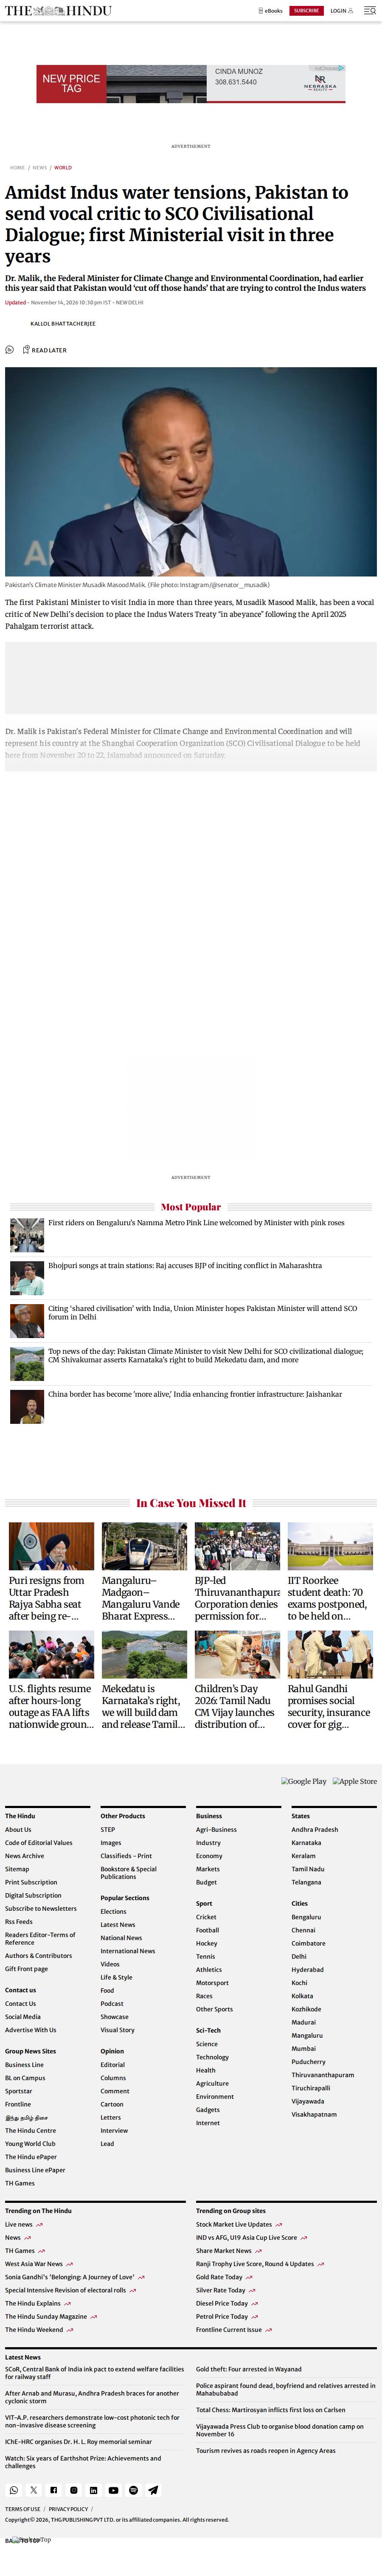 THE HINDU
eBooks
SUBSCRIBE
LOGIN
NEW PRICE
TAG
CINDA MUNOZ
308.631.5440
NEBRASKA
REALTY
ADVERTISEMENT
HOME / NEWS / WORLD
Amidst Indus water tensions, Pakistan to
send vocal critic to SCO Civilisational
Dialogue; first Ministerial visit in three
years
Dr. Malik, the Federal Minister for Climate Change and Environmental Coordination, had earlier
this year said that Pakistan would ‘cut off those hands’ that are trying to control the Indus waters
Updated - November 14, 2026 10:30 pm IST - NEW DELHI
KALLOL BHATTACHERJEE
READ LATER
Pakistan's Climate Minister Musadik Masood Malik. (File photo: Instagram/@senator__musadik)
The first Pakistani Minister to visit India in more than three years, Musadik Masood Malik, has been a vocal
critic of New Delhi's decision to place the Indus Waters Treaty “in abeyance” following the April 2025
Pahalgam terrorist attack.
Dr. Malik is Pakistan's Federal Minister for Climate Change and Environmental Coordination and will
represent his country at the Shanghai Cooperation Organization (SCO) Civilisational Dialogue to be held
here from November 20 to 22, Islamabad announced on Saturday.
ADVERTISEMENT
Most Popular
First riders on Bengaluru's Namma Metro Pink Line welcomed by Minister with pink roses
Bhojpuri songs at train stations: Raj accuses BJP of inciting conflict in Maharashtra
Citing ‘shared civilisation’ with India, Union Minister hopes Pakistan Minister will attend SCO
forum in Delhi
Top news of the day: Pakistan Climate Minister to visit New Delhi for SCO civilizational dialogue;
CM Shivakumar asserts Karnataka's right to build Mekedatu dam, and more
China border has become 'more alive,' India enhancing frontier infrastructure: Jaishankar
In Case You Missed It
Puri resigns from
Uttar Pradesh
Rajya Sabha seat
after being re-...
Mangaluru–
Madgaon–
Mangaluru Vande
Bharat Express...
BJP-led
Thiruvananthapura
Corporation denies
permission for...
IIT Roorkee
student death: 70
exams postponed,
to be held on...
U.S. flights resume
after hours-long
outage as FAA lifts
nationwide groun...
Mekedatu is
Karnataka's right,
we will build dam
and release Tamil...
Children's Day
2026: Tamil Nadu
CM Vijay launches
distribution of...
Rahul Gandhi
promises social
security, insurance
cover for gig...
Google Play
Apple Store
The Hindu
About Us
Code of Editorial Values
News Archive
Sitemap
Print Subscription
Digital Subscription
Subscribe to Newsletters
Rss Feeds
Readers Editor-Terms of
Reference
Authors & Contributors
Gift Front page
Contact us
Contact Us
Social Media
Advertise With Us
Group News Sites
Business Line
BL on Campus
Sportstar
Frontline
இந்து தமிழ் திசை
The Hindu Centre
Young World Club
The Hindu ePaper
Business Line ePaper
TH Games
Other Products
STEP
Images
Classifieds - Print
Bookstore & Special
Publications
Popular Sections
Elections
Latest News
National News
International News
Videos
Life & Style
Food
Podcast
Showcase
Visual Story
Opinion
Editorial
Columns
Comment
Cartoon
Letters
Interview
Lead
Business
Agri-Business
Industry
Economy
Markets
Budget
Sport
Cricket
Football
Hockey
Tennis
Athletics
Motorsport
Races
Other Sports
Sci-Tech
Science
Technology
Health
Agriculture
Environment
Gadgets
Internet
States
Andhra Pradesh
Karnataka
Keralam
Tamil Nadu
Telangana
Cities
Bengaluru
Chennai
Coimbatore
Delhi
Hyderabad
Kochi
Kolkata
Kozhikode
Madurai
Mangaluru
Mumbai
Puducherry
Thiruvananthapuram
Tiruchirapalli
Vijayawada
Visakhapatnam
Trending on The Hindu
Live news
News
TH Games
West Asia War News
Sonia Gandhi's 'Belonging: A Journey of Love'
Special Intensive Revision of electoral rolls
The Hindu Explains
The Hindu Sunday Magazine
The Hindu Weekend
Trending on Group sites
Stock Market Live Updates
IND vs AFG, U19 Asia Cup Live Score
Share Market News
Ranji Trophy Live Score, Round 4 Updates
Gold Rate Today
Silver Rate Today
Diesel Price Today
Petrol Price Today
Frontline Current Issue
Latest News
SCoR, Central Bank of India ink pact to extend welfare facilities
for railway staff
After Arnab and Murasu, Andhra Pradesh braces for another
cyclonic storm
VIT-A.P. researchers demonstrate low-cost photonic tech for
non-invasive disease screening
IChE-HRC organises Dr. H. L. Roy memorial seminar
Watch: Six years of Earthshot Prize: Achievements and
challenges
Gold theft: Four arrested in Wayanad
Police aspirant found dead, boyfriend and relatives arrested in
Mahabubabad
Total Chess: Martirosyan inflicts first loss on Carlsen
Vijayawada Press Club to organise blood donation camp on
November 16
Tourism revives as roads reopen in Agency Areas
TERMS OF USE / PRIVACY POLICY /
Copyright© 2026, THG PUBLISHING PVT LTD. or its affiliated companies. All rights reserved.
BACK TO TOP